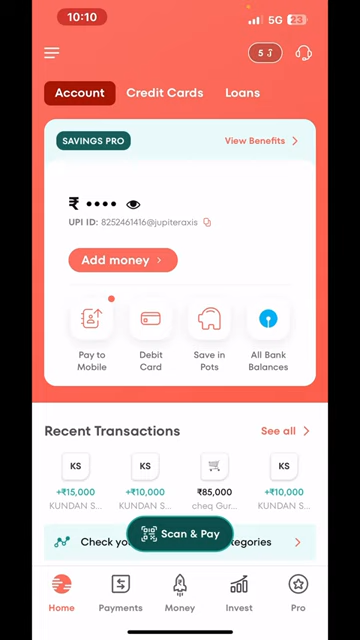 10:10
5G 23
5 J
Account Credit Cards Loans
SAVINGS PRO View Benefits
₹ ••••
UPI ID: 8252461416@jupiteraxis
Add money
Pay to Mobile
Debit Card
Save in Pots
All Bank Balances
Recent Transactions See all
KS KS KS
+₹15,000 +₹10,000 ₹85,000 +₹10,000
KUNDAN S... KUNDAN S... cheq Gur... KUNDAN S...
Check yo
Scan & Pay
tegories
Home Payments Money Invest Pro